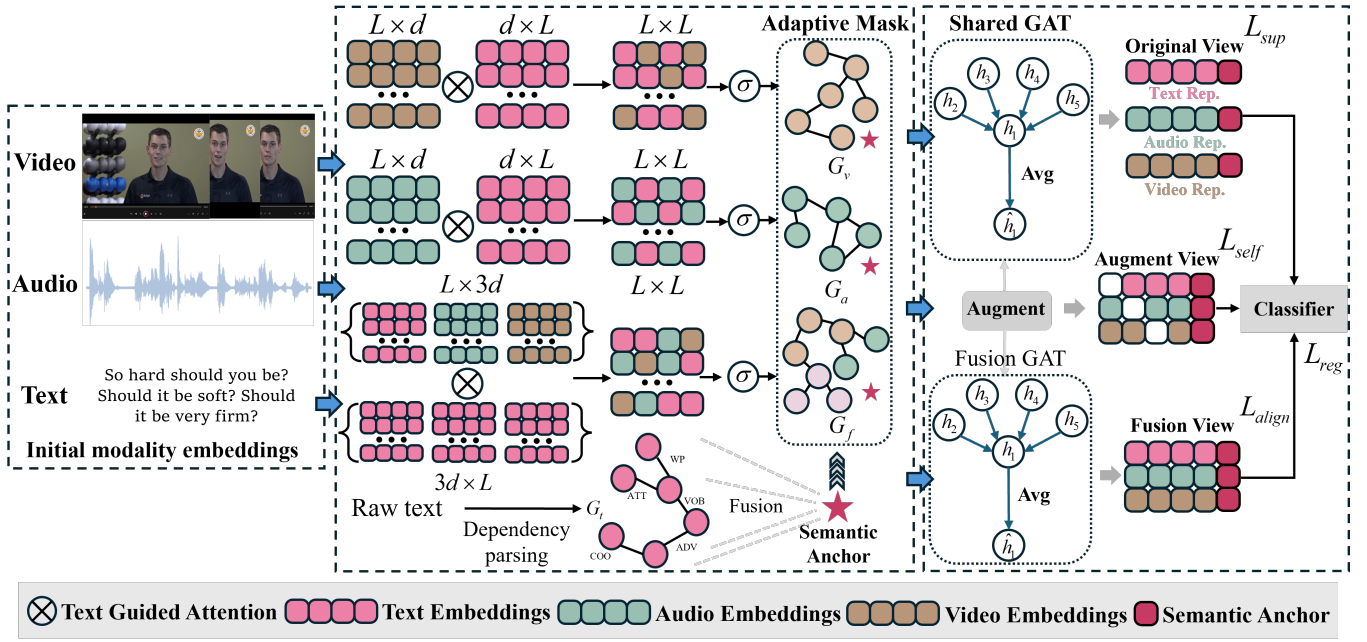 Video
Audio
Text
So hard should you be?
Should it be soft? Should
it be very firm?
Initial modality embeddings
L × d
d × L
L × L
σ
L × d
d × L
L × L
σ
L × 3d
L × L
σ
3d × L
Raw text
Dependency
parsing
G_t
WP
ATT
VOB
ADV
COO
Fusion
Semantic
Anchor
Adaptive Mask
G_v
G_a
G_f
Shared GAT
h_3
h_4
h_2
h_5
h_1
Avg
ĥ_1
Augment
Fusion GAT
h_3
h_4
h_2
h_5
h_1
Avg
ĥ_1
Original View
L_sup
Text Rep.
Audio Rep.
Video Rep.
Augment View
L_self
Classifier
L_reg
L_align
Fusion View
Text Guided Attention
Text Embeddings
Audio Embeddings
Video Embeddings
Semantic Anchor